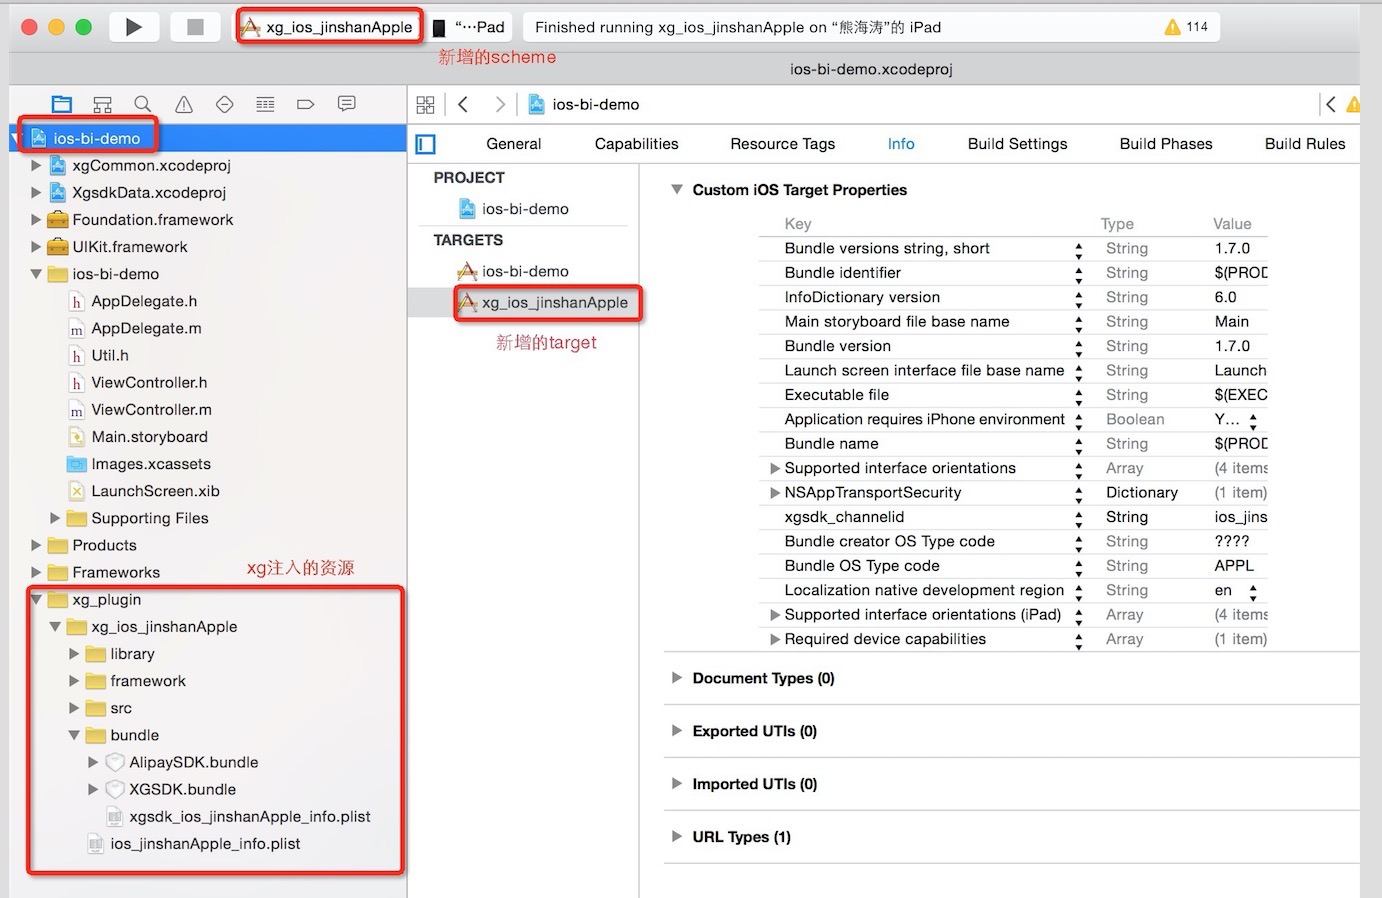 xg_ios_jinshanApple
“···Pad
Finished running xg_ios_jinshanApple on “熊海涛”的 iPad
114
新增的scheme
ios-bi-demo.xcodeproj
ios-bi-demo
ios-bi-demo
xgCommon.xcodeproj
XgsdkData.xcodeproj
Foundation.framework
UIKit.framework
ios-bi-demo
AppDelegate.h
AppDelegate.m
Util.h
ViewController.h
ViewController.m
Main.storyboard
Images.xcassets
LaunchScreen.xib
Supporting Files
Products
Frameworks
xg注入的资源
xg_plugin
xg_ios_jinshanApple
library
framework
src
bundle
AlipaySDK.bundle
XGSDK.bundle
xgsdk_ios_jinshanApple_info.plist
ios_jinshanApple_info.plist
General Capabilities Resource Tags Info Build Settings Build Phases Build Rules
PROJECT
ios-bi-demo
TARGETS
ios-bi-demo
xg_ios_jinshanApple
新增的target
Custom iOS Target Properties
Key Type Value
Bundle versions string, short String 1.7.0
Bundle identifier String $(PROD
InfoDictionary version String 6.0
Main storyboard file base name String Main
Bundle version String 1.7.0
Launch screen interface file base name String Launch
Executable file String $(EXEC
Application requires iPhone environment Boolean Y...
Bundle name String $(PROD
Supported interface orientations Array (4 items
NSAppTransportSecurity Dictionary (1 item)
xgsdk_channelid String ios_jins
Bundle creator OS Type code String ????
Bundle OS Type code String APPL
Localization native development region String en
Supported interface orientations (iPad) Array (4 items
Required device capabilities Array (1 item)
Document Types (0)
Exported UTIs (0)
Imported UTIs (0)
URL Types (1)